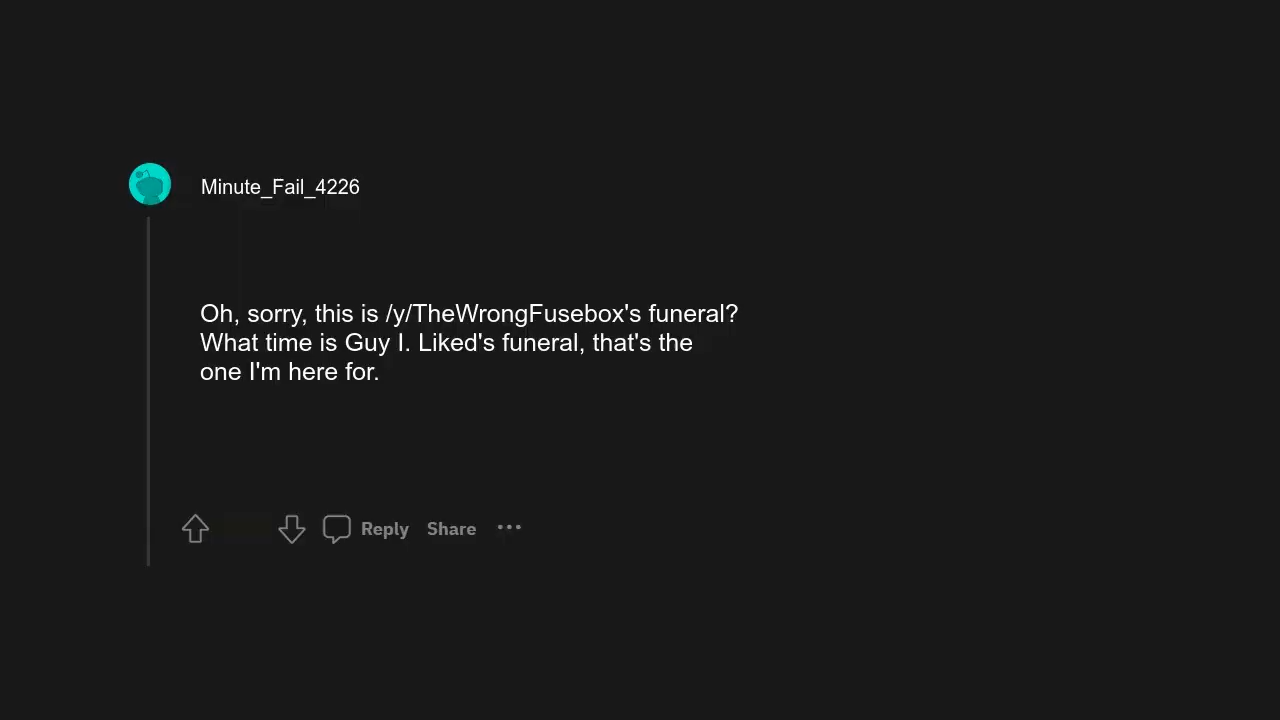 Minute_Fail_4226
Oh, sorry, this is /y/TheWrongFusebox's funeral?
What time is Guy I. Liked's funeral, that's the
one I'm here for.
Reply Share